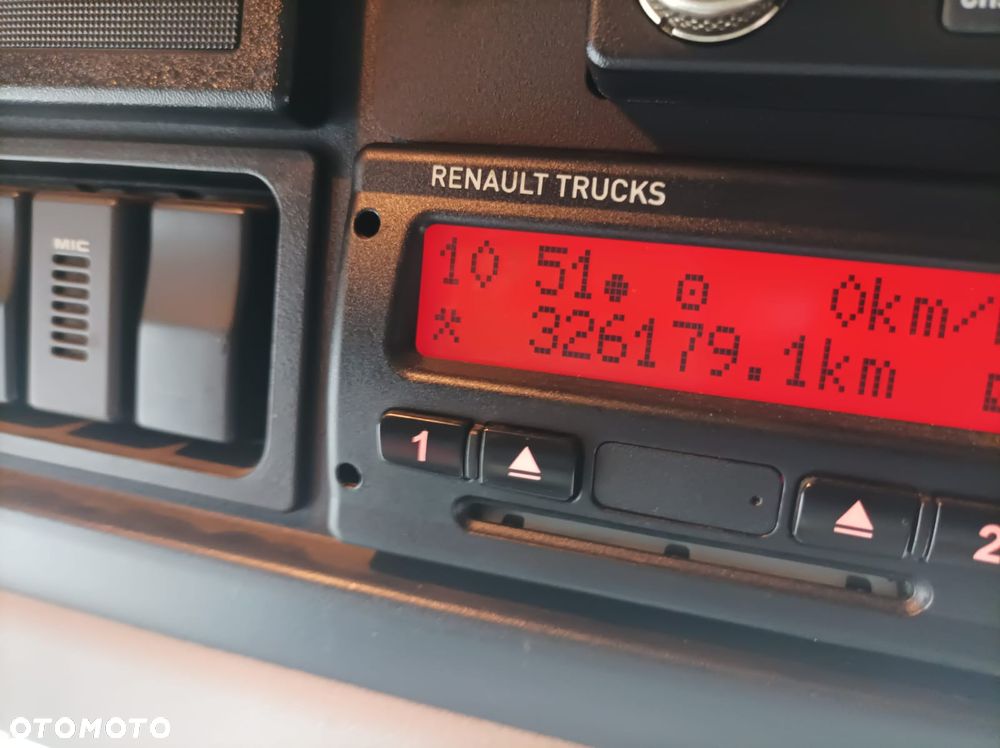 MIC
RENAULT TRUCKS
10 51 0km/
326179.1km
1
2
OTOMOTO